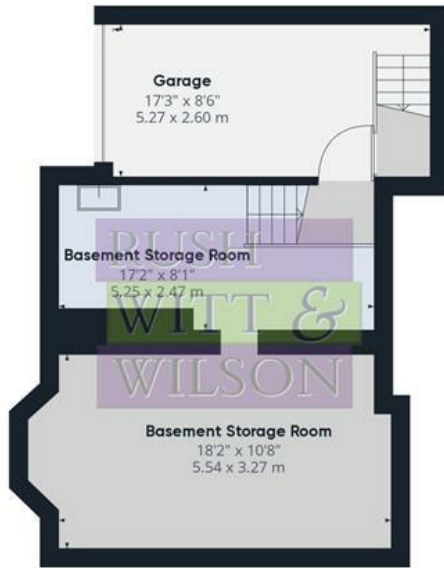 Garage
17'3" x 8'6"
5.27 x 2.60 m
RUSH
Basement Storage Room
17'2" x 8'1"
5.25 x 2.47 m
WITT &
WILSON
Basement Storage Room
18'2" x 10'8"
5.54 x 3.27 m